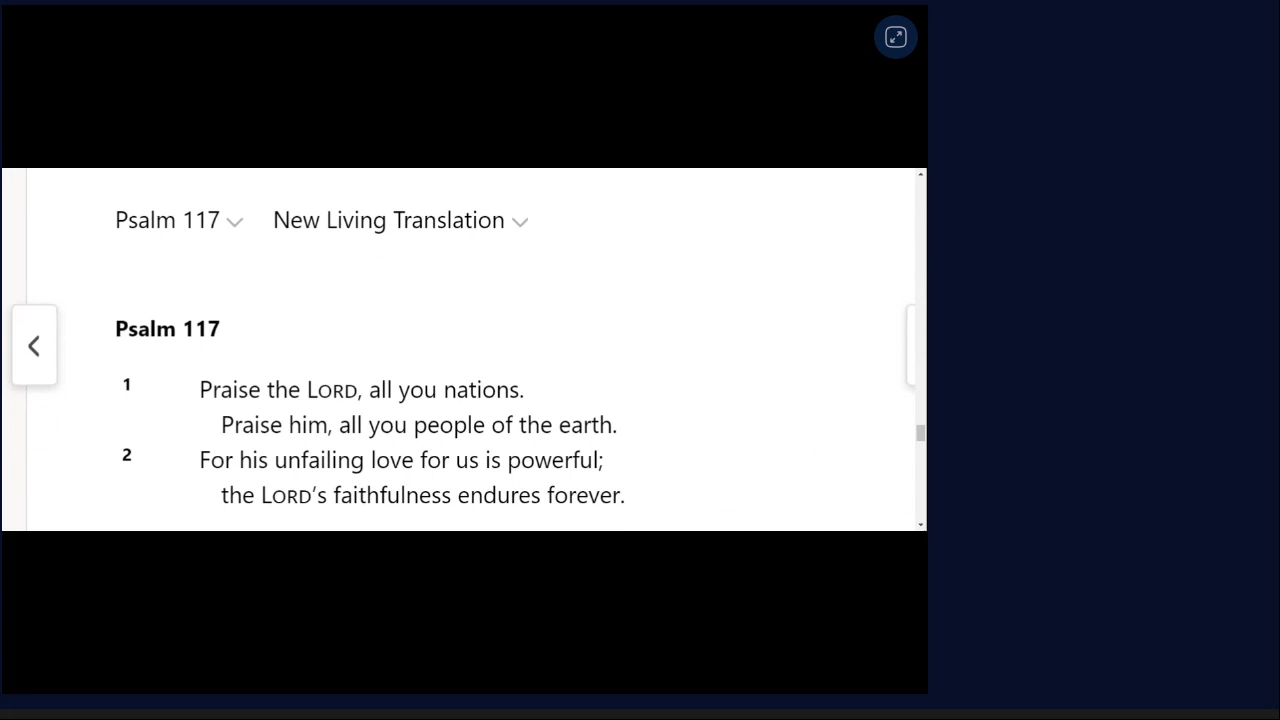 Psalm 117 New Living Translation
Psalm 117
1 Praise the LORD, all you nations.
Praise him, all you people of the earth.
2 For his unfailing love for us is powerful;
the LORD’s faithfulness endures forever.